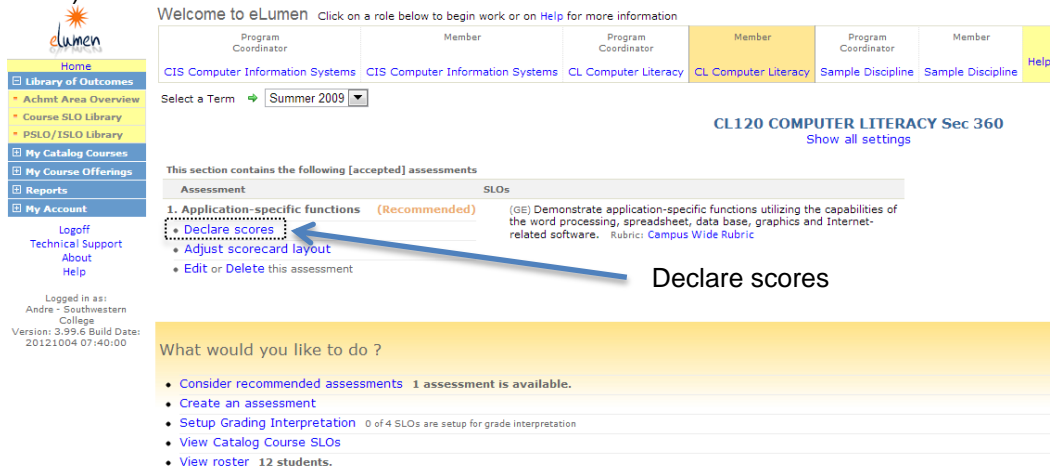 Welcome to eLumen Click on a role below to begin work or on Help for more information
eLumen
Program Coordinator
CIS Computer Information Systems
Member
CIS Computer Information Systems
Program Coordinator
CL Computer Literacy
Member
CL Computer Literacy
Program Coordinator
Sample Discipline
Member
Sample Discipline
Help
Home
Library of Outcomes
Achmt Area Overview
Course SLO Library
PSLO/ISLO Library
My Catalog Courses
My Course Offerings
Reports
My Account
Logoff
Technical Support
About
Help
Logged in as:
Andre - Southwestern
College
Version: 3.99.6 Build Date:
20121004 07:40:00
Select a Term Summer 2009
CL120 COMPUTER LITERACY Sec 360
Show all settings
This section contains the following [accepted] assessments
Assessment SLOs
1. Application-specific functions (Recommended)
(GE) Demonstrate application-specific functions utilizing the capabilities of
the word processing, spreadsheet, data base, graphics and Internet-
related software. Rubric: Campus Wide Rubric
• Declare scores
• Adjust scorecard layout
• Edit or Delete this assessment
Declare scores
What would you like to do ?
• Consider recommended assessments 1 assessment is available.
• Create an assessment
• Setup Grading Interpretation 0 of 4 SLOs are setup for grade interpretation
• View Catalog Course SLOs
• View roster 12 students.